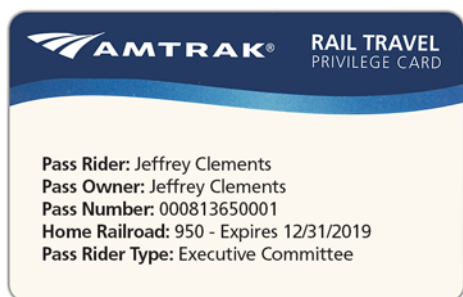 AMTRAK®
RAIL TRAVEL
PRIVILEGE CARD
Pass Rider: Jeffrey Clements
Pass Owner: Jeffrey Clements
Pass Number: 000813650001
Home Railroad: 950 - Expires 12/31/2019
Pass Rider Type: Executive Committee